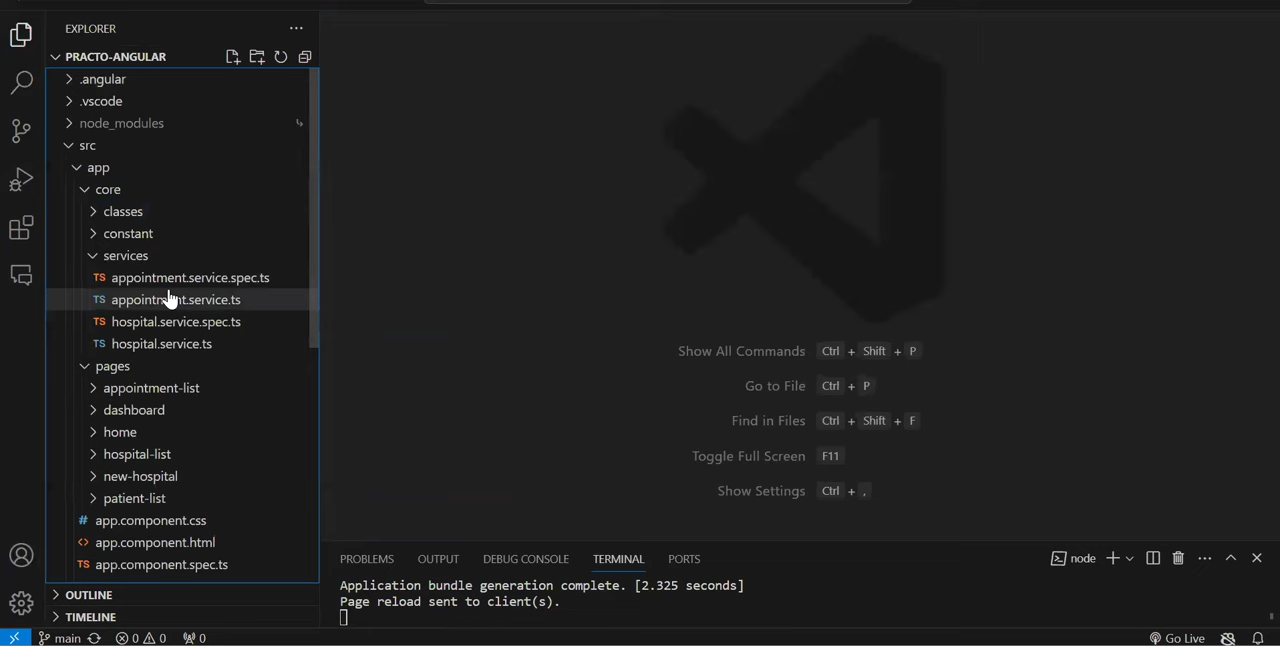 EXPLORER
PRACTO-ANGULAR
.angular
.vscode
node_modules
src
app
core
classes
constant
services
appointment.service.spec.ts
appointment.service.ts
hospital.service.spec.ts
hospital.service.ts
pages
appointment-list
dashboard
home
hospital-list
new-hospital
patient-list
# app.component.css
<> app.component.html
TS app.component.spec.ts
OUTLINE
TIMELINE
Show All Commands Ctrl + Shift + P
Go to File Ctrl + P
Find in Files Ctrl + Shift + F
Toggle Full Screen F11
Show Settings Ctrl + ,
PROBLEMS OUTPUT DEBUG CONSOLE TERMINAL PORTS node
Application bundle generation complete. [2.325 seconds]
Page reload sent to client(s).
main 0 0 0 Go Live